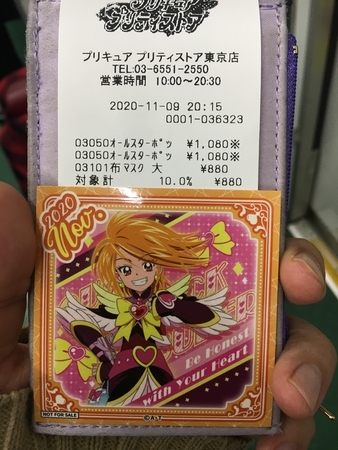 プリキュア
プリティストア
プリキュア プリティストア東京店
TEL:03-6551-2550
営業時間 10:00〜20:30
2020-11-09 20:15
0001-036323
03050オールスターポッ ¥1,080※
03050オールスターポッ ¥1,080※
03101布マスク 大 ¥880
対象計 10.0% ¥880
2020
Nov.
Be Honest
with Your Heart
NOT FOR SALE